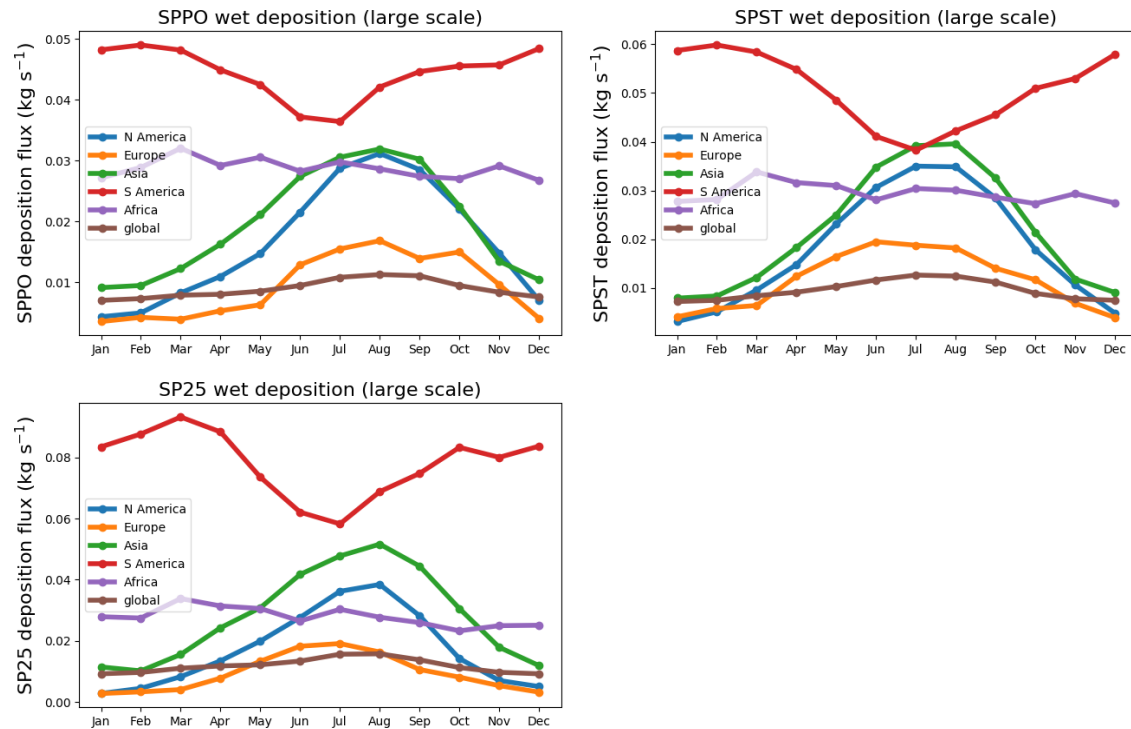 SPPO wet deposition (large scale)
SPPO deposition flux (kg s⁻¹)
0.05
0.04
0.03
0.02
0.01
N America
Europe
Asia
S America
Africa
global
Jan Feb Mar Apr May Jun Jul Aug Sep Oct Nov Dec
SPST wet deposition (large scale)
SPST deposition flux (kg s⁻¹)
0.06
0.05
0.04
0.03
0.02
0.01
N America
Europe
Asia
S America
Africa
global
Jan Feb Mar Apr May Jun Jul Aug Sep Oct Nov Dec
SP25 wet deposition (large scale)
SP25 deposition flux (kg s⁻¹)
0.08
0.06
0.04
0.02
0.00
N America
Europe
Asia
S America
Africa
global
Jan Feb Mar Apr May Jun Jul Aug Sep Oct Nov Dec